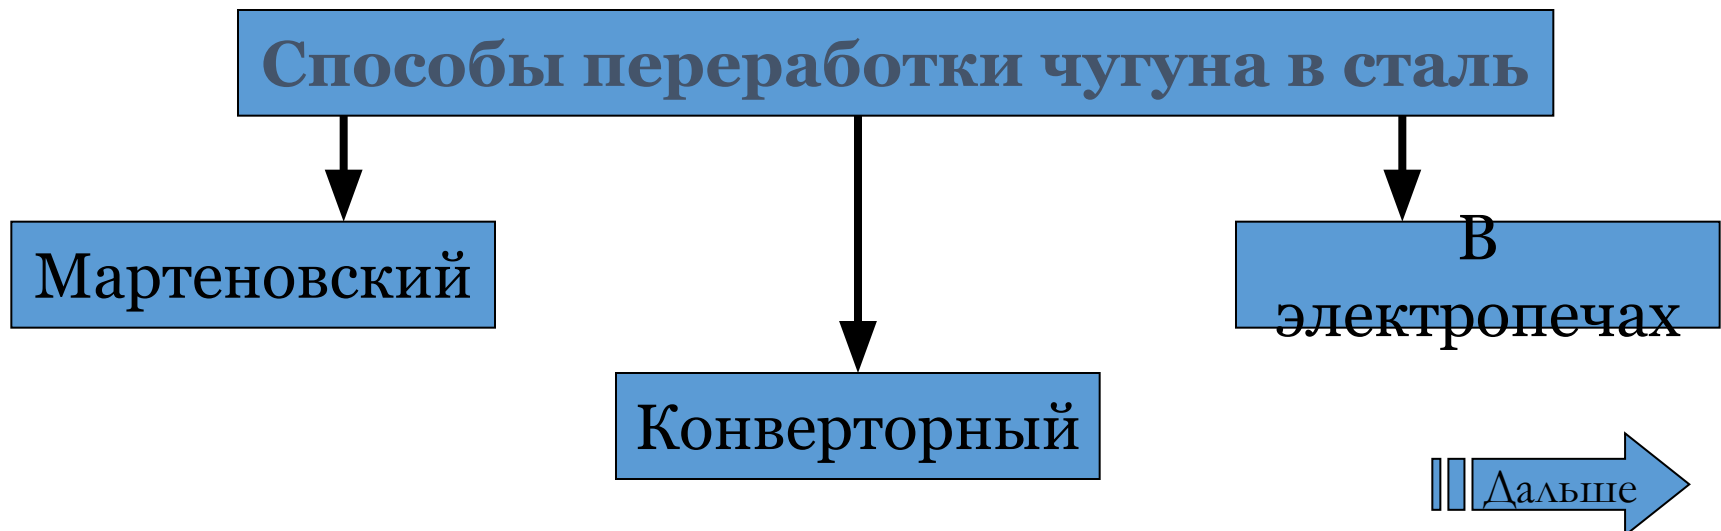 Способы переработки чугуна в сталь
Мартеновский
В
электропечах
Конверторный
Дальше